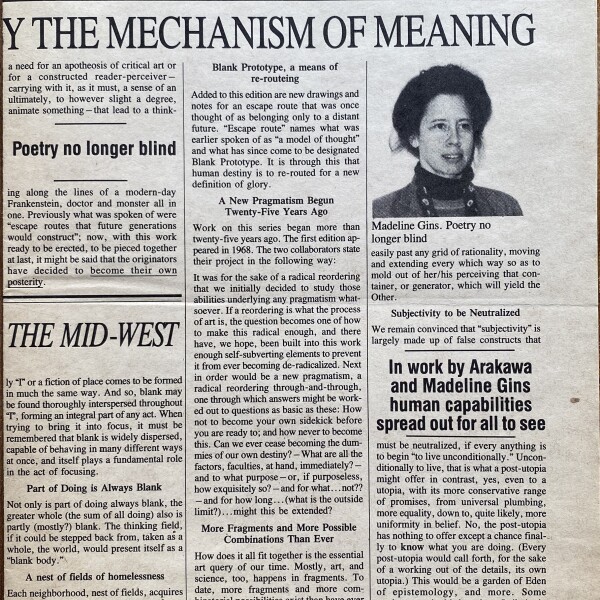 Y THE MECHANISM OF MEANING
a need for an apotheosis of critical art or
for a constructed reader-perceiver—
carrying with it, as it must, a sense of an
ultimately, to however slight a degree,
animate something—that lead to a think-
Poetry no longer blind
ing along the lines of a modern-day
Frankenstein, doctor and monster all in
one. Previously what was spoken of were
“escape routes that future generations
would construct”; now, with this work
ready to be erected, to be pieced together
at last, it might be said that the originators
have decided to become their own
posterity.
THE MID-WEST
ly “I” or a fiction of place comes to be formed
in much the same way. And so, blank may
be found thoroughly interspersed throughout
“I”, forming an integral part of any act. When
trying to bring it into focus, it must be
remembered that blank is widely dispersed,
capable of behaving in many different ways
at once, and itself plays a fundamental role
in the act of focusing.
Part of Doing is Always Blank
Not only is part of doing always blank, the
greater whole (the sum of all doing) also is
partly (mostly?) blank. The thinking field,
if it could be stepped back from, taken as a
whole, the world, would present itself as a
“blank body.”
A nest of fields of homelessness
Each neighborhood, nest of fields, acquires
Blank Prototype, a means of
re-routeing
Added to this edition are new drawings and
notes for an escape route that was once
thought of as belonging only to a distant
future. “Escape route” names what was
earlier spoken of as “a model of thought”
and what has since come to be designated
Blank Prototype. It is through this that
human destiny is to re-routed for a new
definition of glory.
A New Pragmatism Begun
Twenty-Five Years Ago
Work on this series began more than
twenty-five years ago. The first edition ap-
peared in 1968. The two collaborators state
their project in the following way:
It was for the sake of a radical reordering
that we initially decided to study those
abilities underlying any pragmatism what-
soever. If a reordering is what the process
of art is, the question becomes one of how
to make this radical enough, and there
have, we hope, been built into this work
enough self-subverting elements to prevent
it from ever becoming de-radicalized. Next
in order would be a new pragmatism, a
radical reordering through-and-through,
one through which answers might be work-
ed out to questions as basic as these: How
not to become your own sidekick before
you are ready to; and how never to become
this. Can we ever cease becoming the dum-
mies of our own destiny?—What are all the
factors, faculties, at hand, immediately?—
and to what purpose—or, if purposeless,
how exquisitely so?—and for what...not??
—and for how long...(what is the outside
limit?)...might this be extended?
More Fragments and More Possible
Combinations Than Ever
How does it all fit together is the essential
art query of our time. Mostly, art, and
science, too, happens in fragments. To
date, more fragments and more com-
binatorial possibilities exist than have ever
Madeline Gins. Poetry no
longer blind
easily past any grid of rationality, moving
and extending every which way so as to
mold out of her/his perceiving that con-
tainer, or generator, which will yield the
Other.
Subjectivity to be Neutralized
We remain convinced that “subjectivity” is
largely made up of false constructs that
In work by Arakawa
and Madeline Gins
human capabilities
spread out for all to see
must be neutralized, if every anything is
to begin “to live unconditionally.” Uncon-
ditionally to live, that is what a post-utopia
might offer in contrast, yes, even to a
utopia, with its more conservative range
of promises, from universal plumbing,
more equality, down to, quite likely, more
uniformity in belief. No, the post-utopia
has nothing to offer except a chance final-
ly to know what you are doing. (Every
post-utopia would call forth, for the sake
of a working out of the details, its own
utopia.) This would be a garden of Eden
of epistemology, and more. Some